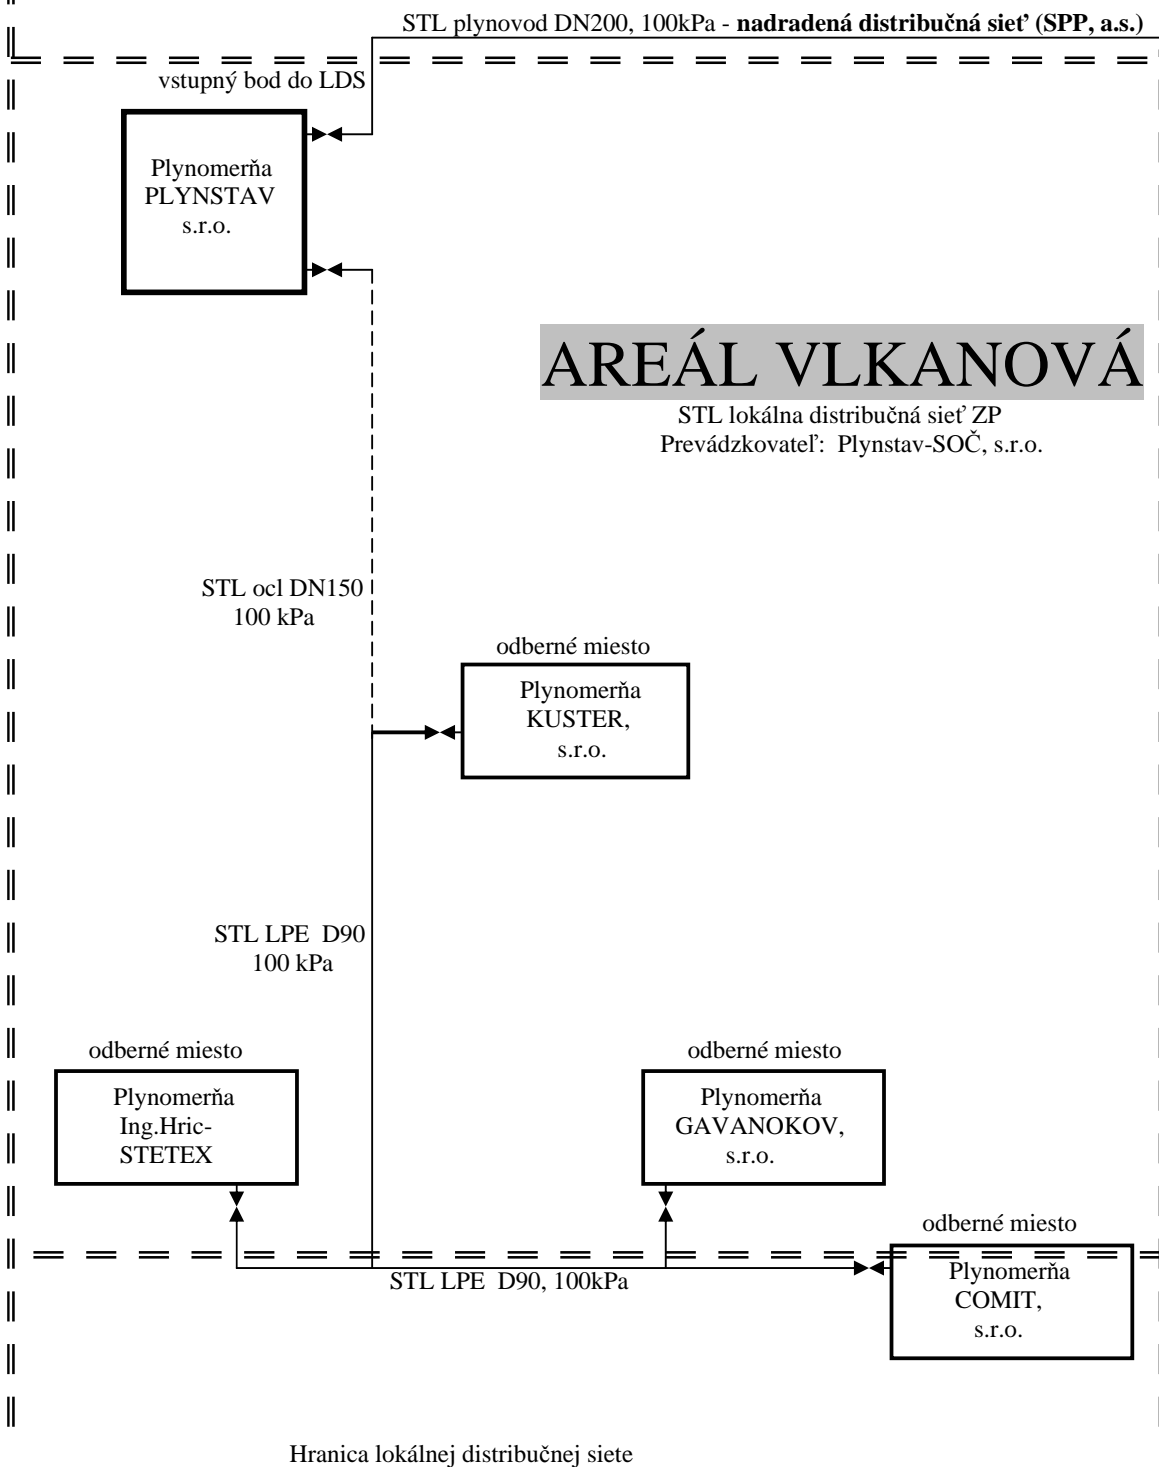 STL plynovod DN200, 100kPa - nadradená distribučná sieť (SPP, a.s.)
vstupný bod do LDS
Plynomerňa
PLYNSTAV
s.r.o.
AREÁL VLKANOVÁ
STL lokálna distribučná sieť ZP
Prevádzkovateľ: Plynstav-SOČ, s.r.o.
STL ocl DN150
100 kPa
odberné miesto
Plynomerňa
KUSTER,
s.r.o.
STL LPE D90
100 kPa
odberné miesto
Plynomerňa
Ing.Hric-
STETEX
odberné miesto
Plynomerňa
GAVANOKOV,
s.r.o.
odberné miesto
Plynomerňa
COMIT,
s.r.o.
STL LPE D90, 100kPa
Hranica lokálnej distribučnej siete